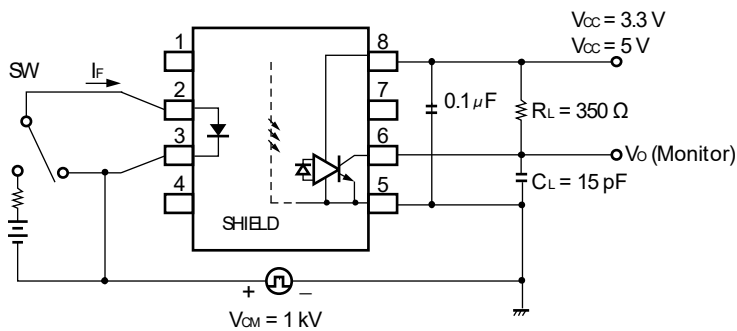 VCC = 3.3 V
VCC = 5 V
SW
IF
1
2
3
4
8
7
6
5
0.1 μF
RL = 350 Ω
VO (Monitor)
CL = 15 pF
SHIELD
+
–
VCM = 1 kV